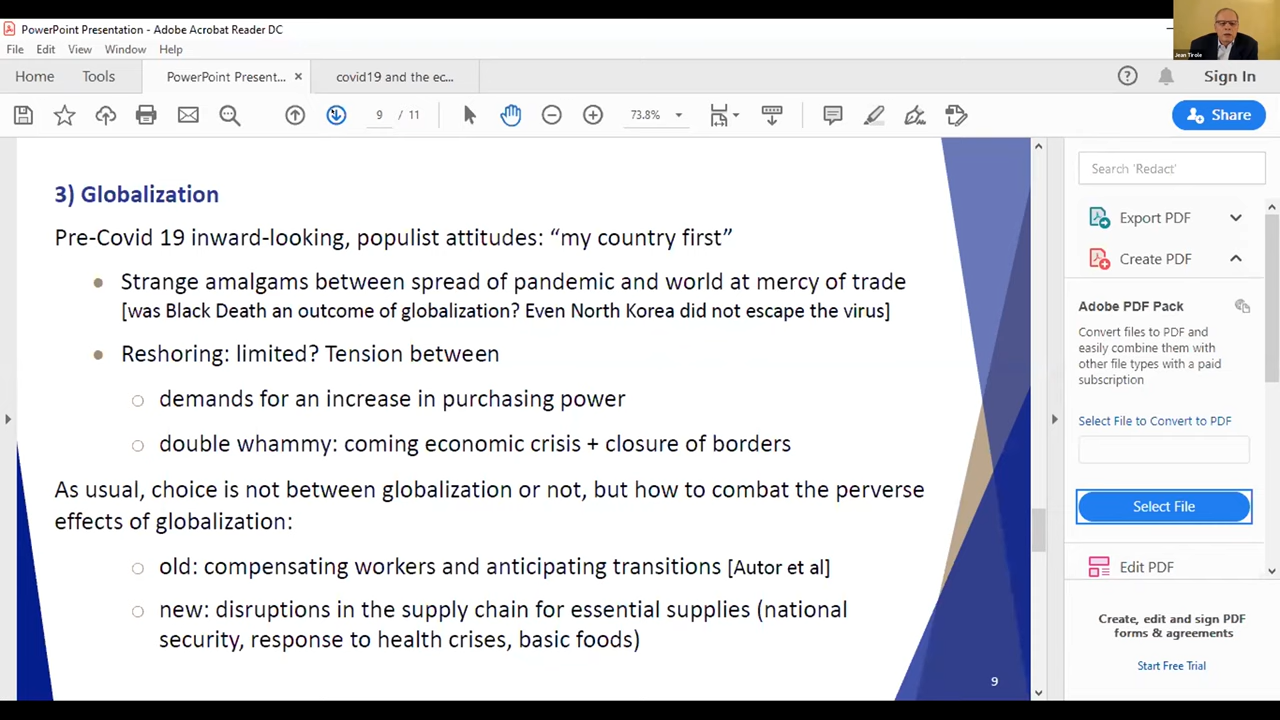 PowerPoint Presentation - Adobe Acrobat Reader DC
File Edit View Window Help
Jean Tirole
Home Tools PowerPoint Present... × covid19 and the ec... Sign In
9 / 11 73.8% Share
3) Globalization
Pre-Covid 19 inward-looking, populist attitudes: “my country first”
Strange amalgams between spread of pandemic and world at mercy of trade
[was Black Death an outcome of globalization? Even North Korea did not escape the virus]
Reshoring: limited? Tension between
demands for an increase in purchasing power
double whammy: coming economic crisis + closure of borders
As usual, choice is not between globalization or not, but how to combat the perverse
effects of globalization:
old: compensating workers and anticipating transitions [Autor et al]
new: disruptions in the supply chain for essential supplies (national
security, response to health crises, basic foods)
9
Search 'Redact'
Export PDF
Create PDF
Adobe PDF Pack
Convert files to PDF and
easily combine them with
other file types with a paid
subscription
Select File to Convert to PDF
Select File
Edit PDF
Create, edit and sign PDF
forms & agreements
Start Free Trial